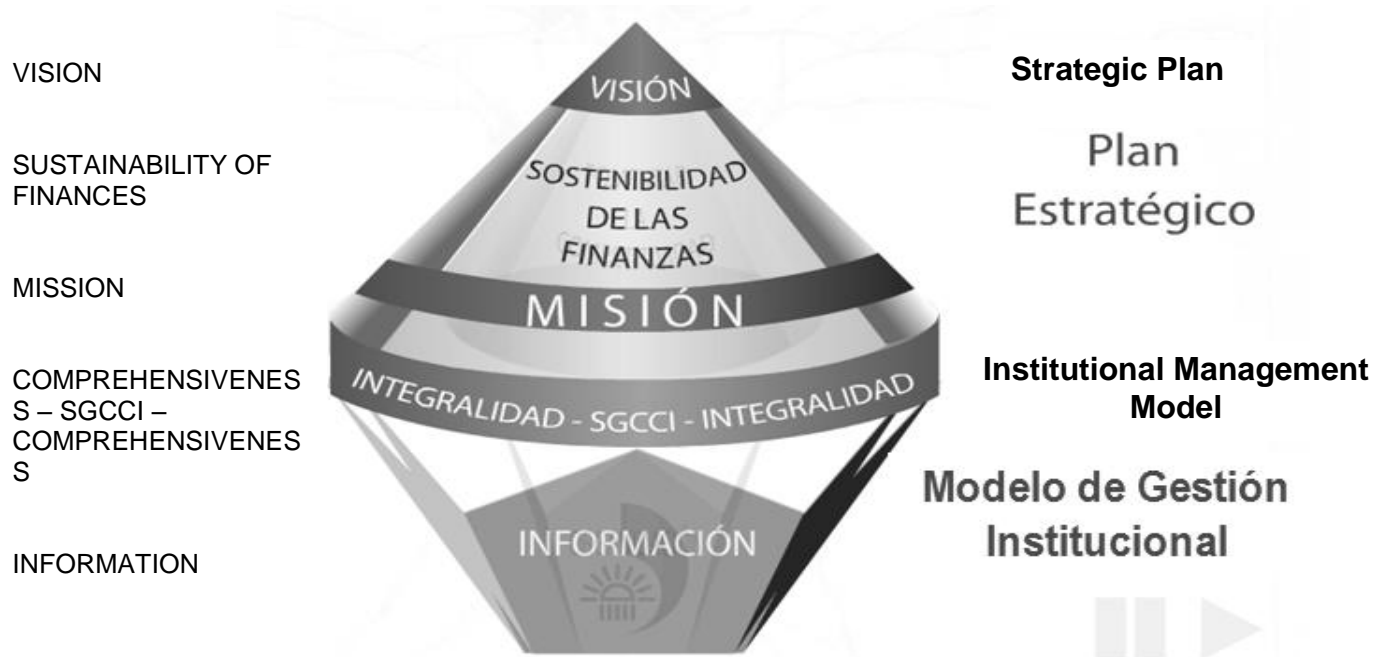 VISION
SUSTAINABILITY OF
FINANCES
MISSION
COMPREHENSIVENES
S – SGCCI –
COMPREHENSIVENES
S
INFORMATION
VISIÓN
SOSTENIBILIDAD
DE LAS
FINANZAS
MISIÓN
INTEGRALIDAD - SGCCI - INTEGRALIDAD
INFORMACIÓN
Strategic Plan
Plan
Estratégico
Institutional Management
Model
Modelo de Gestión
Institucional